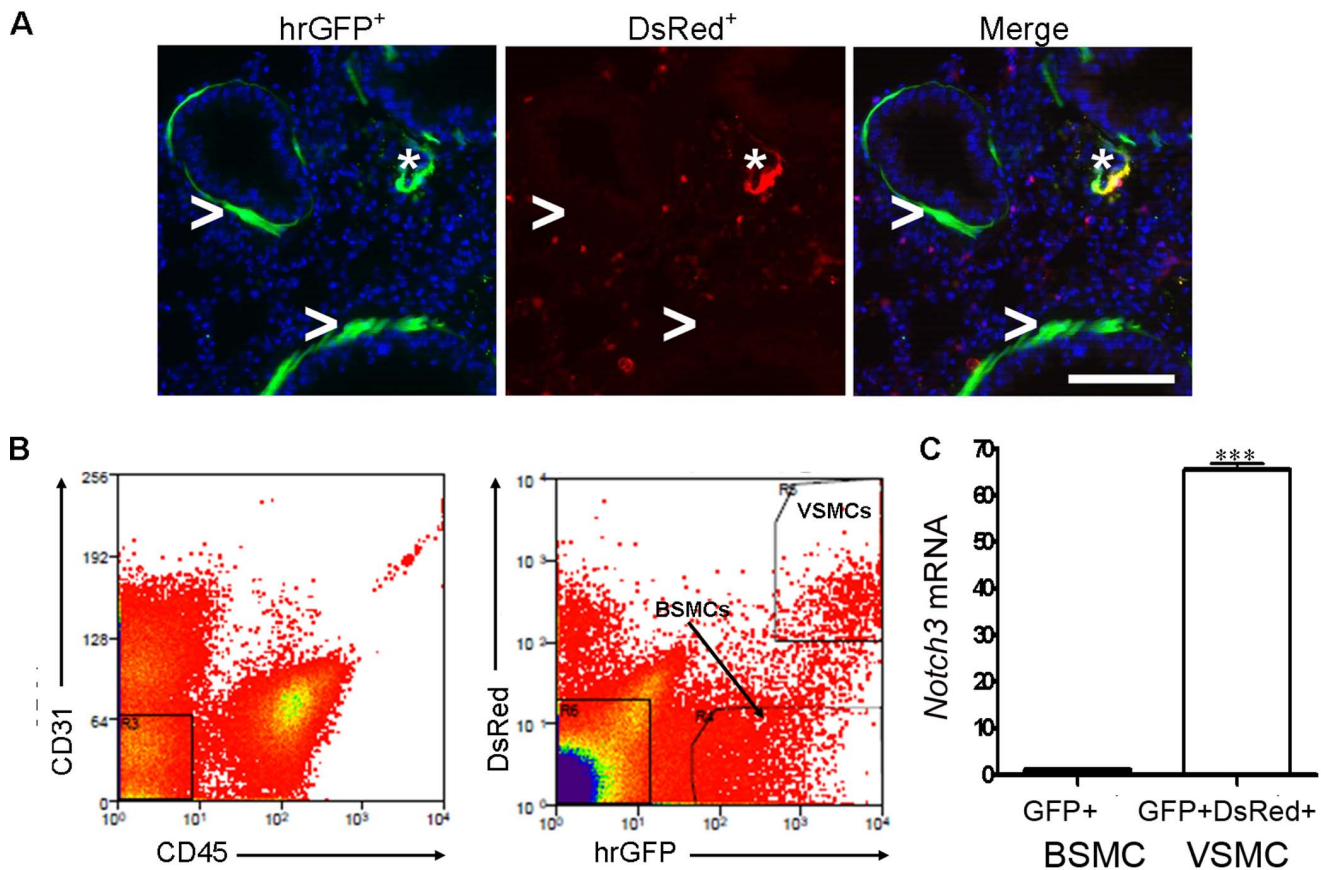 A
hrGFP+ DsRed+ Merge
* * *
> > >
> > >
B
256
192
128
64
0
R3
CD31
10^0 10^1 10^2 10^3 10^4
CD45
10^4
10^3
10^2
10^1
10^0
R5
VSMCs
BSMCs
R6
R4
DsRed
10^0 10^1 10^2 10^3 10^4
hrGFP
C
70
60
50
40
30
20
10
0
***
Notch3 mRNA
GFP+ GFP+DsRed+
BSMC VSMC